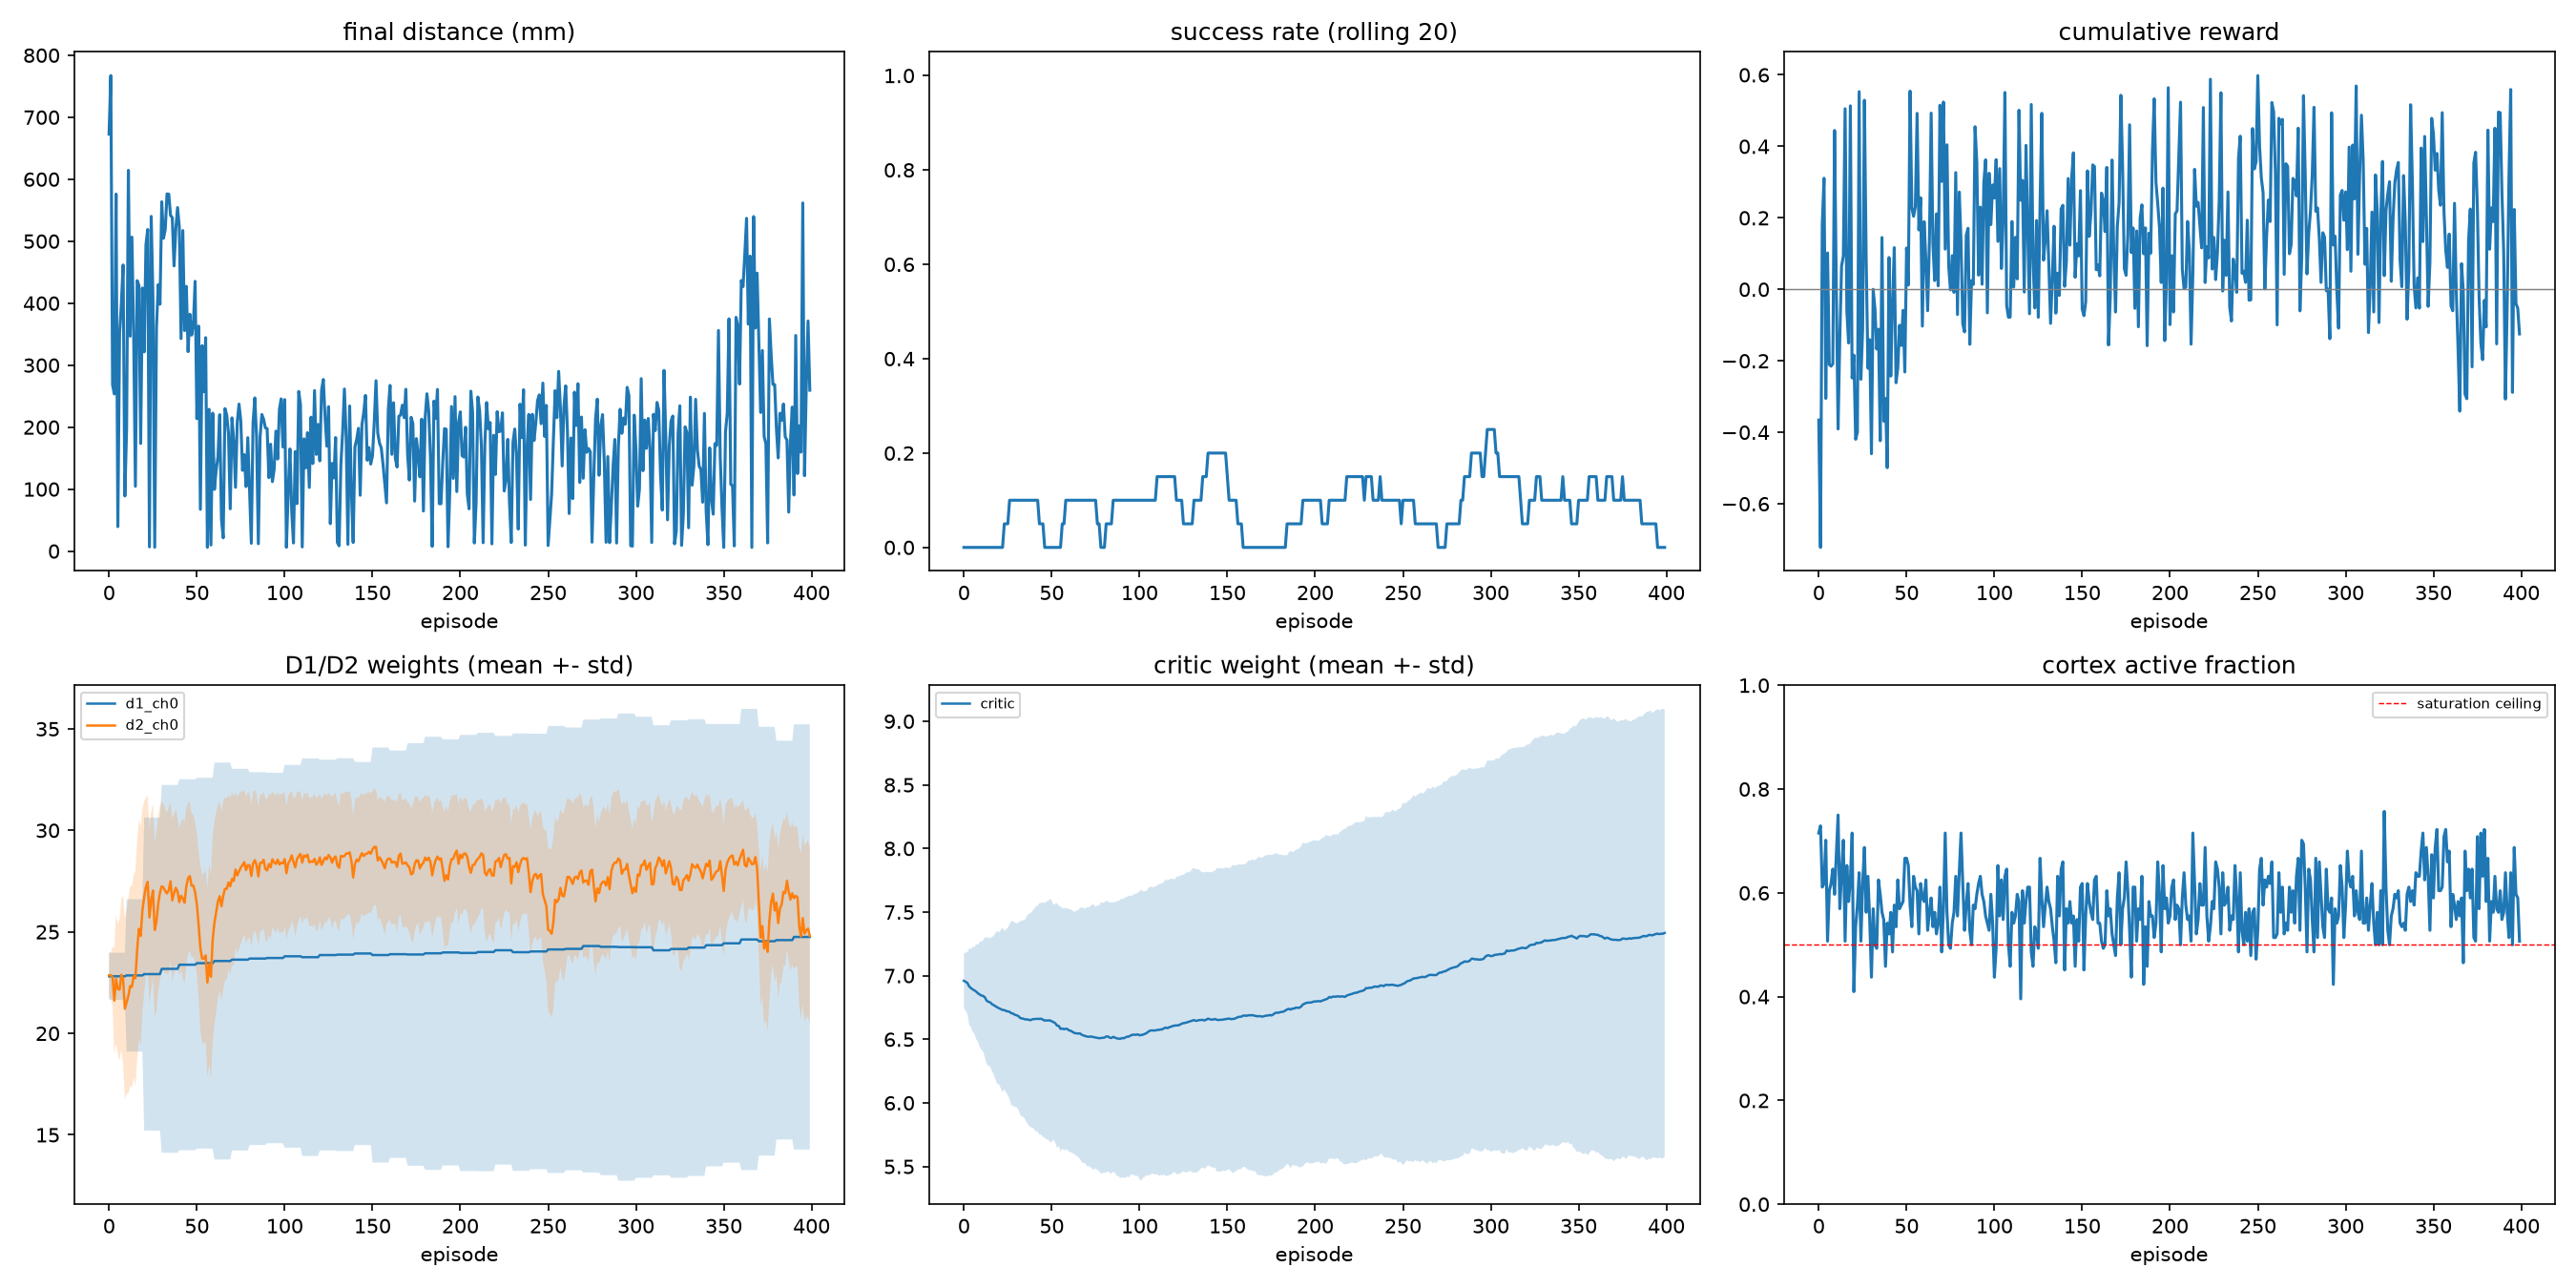 final distance (mm)
800
700
600
500
400
300
200
100
0
0 50 100 150 200 250 300 350 400
episode
success rate (rolling 20)
1.0
0.8
0.6
0.4
0.2
0.0
0 50 100 150 200 250 300 350 400
episode
cumulative reward
0.6
0.4
0.2
0.0
−0.2
−0.4
−0.6
0 50 100 150 200 250 300 350 400
episode
D1/D2 weights (mean +- std)
d1_ch0
d2_ch0
35
30
25
20
15
0 50 100 150 200 250 300 350 400
episode
critic weight (mean +- std)
critic
9.0
8.5
8.0
7.5
7.0
6.5
6.0
5.5
0 50 100 150 200 250 300 350 400
episode
cortex active fraction
saturation ceiling
1.0
0.8
0.6
0.4
0.2
0.0
0 50 100 150 200 250 300 350 400
episode